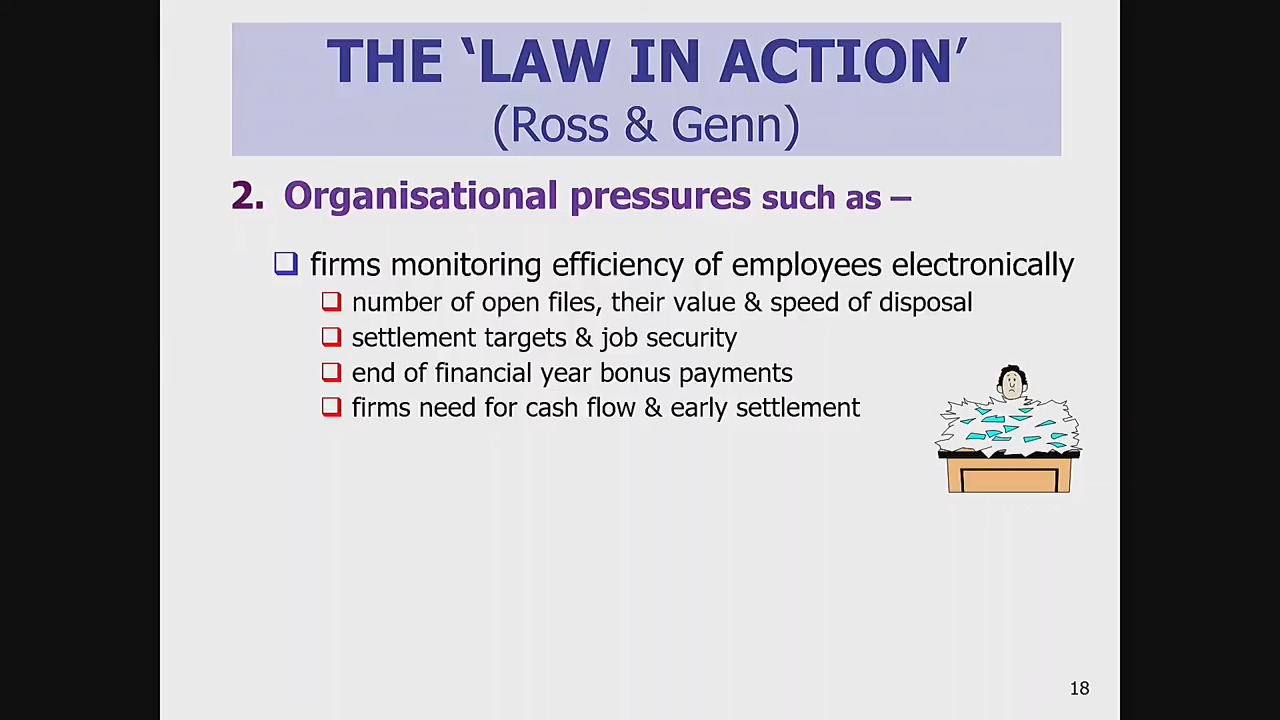 THE ‘LAW IN ACTION’
(Ross & Genn)
2. Organisational pressures such as –
❑ firms monitoring efficiency of employees electronically
❑ number of open files, their value & speed of disposal
❑ settlement targets & job security
❑ end of financial year bonus payments
❑ firms need for cash flow & early settlement
18